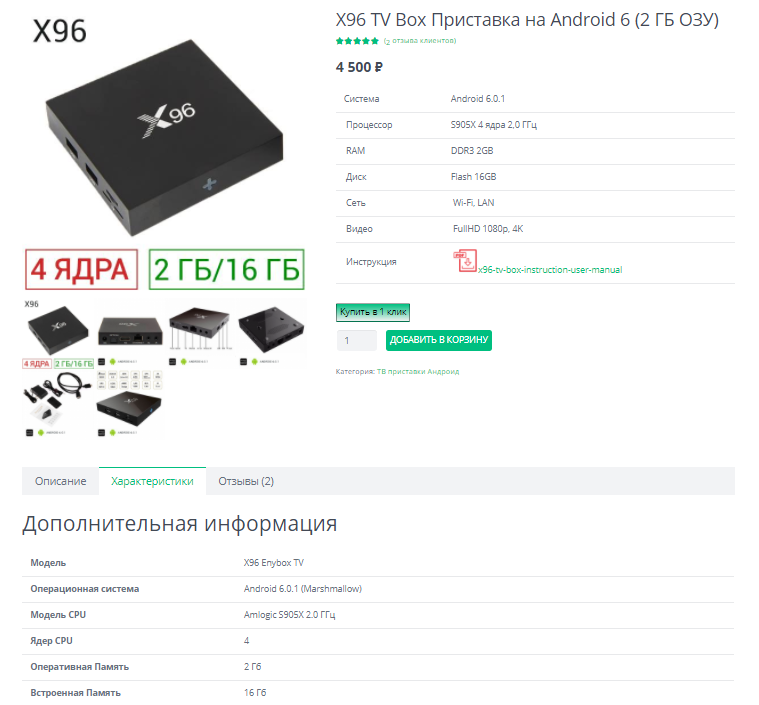 X96
X96
4 ЯДРА
2 ГБ/16 ГБ
X96
X96
4 ЯДРА
2 ГБ/16 ГБ
X96 TV Box Приставка на Android 6 (2 ГБ ОЗУ)
(2 отзыва клиентов)
4 500 ₽
Система Android 6.0.1
Процессор S905X 4 ядра 2,0 ГГц
RAM DDR3 2GB
Диск Flash 16GB
Сеть Wi-Fi, LAN
Видео FullHD 1080p, 4K
Инструкция x96-tv-box-instruction-user-manual
Купить в 1 клик
1 ДОБАВИТЬ В КОРЗИНУ
Категория: ТВ приставки Андроид
Описание Характеристики Отзывы (2)
Дополнительная информация
Модель X96 Enybox TV
Операционная система Android 6.0.1 (Marshmallow)
Модель CPU Amlogic S905X 2.0 ГГц
Ядер CPU 4
Оперативная Память 2 Гб
Встроенная Память 16 Гб